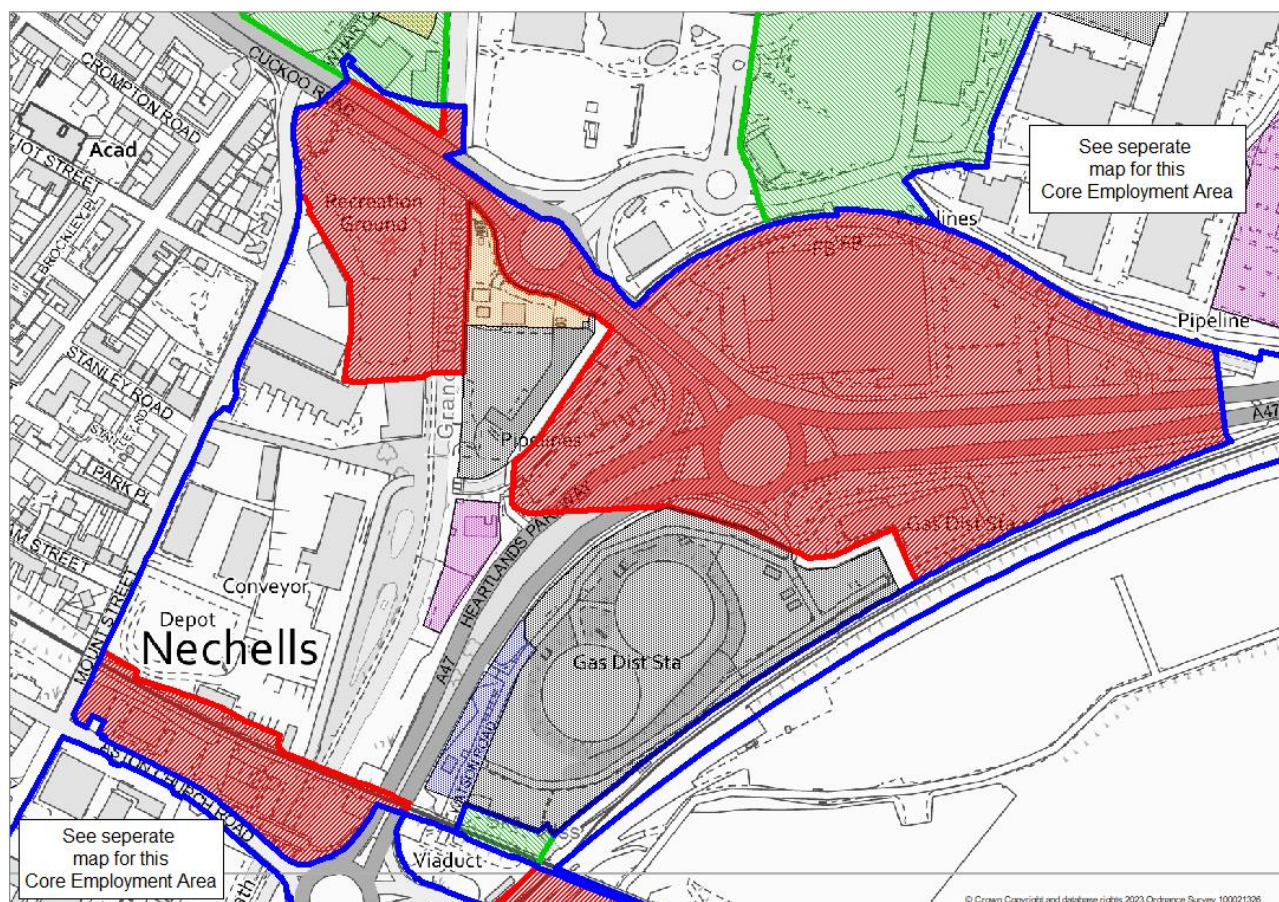 CUCKOO ROAD
CROMPTON ROAD
Acad
BROCKLEY PL
STANLEY ROAD
PARK PL
M STREET
MOUNT STREET
Recreation
Ground
Pipelines
Pipeline
See seperate
map for this
Core Employment Area
A47
Gas Dist Sta
HEARTLANDS PARKWAY
A47
Conveyor
Depot
Nechells
Gas Dist Sta
WATSON ROAD
ASTON CHURCH ROAD
Viaduct
See seperate
map for this
Core Employment Area
© Crown Copyright and database rights 2023 Ordnance Survey 100021326